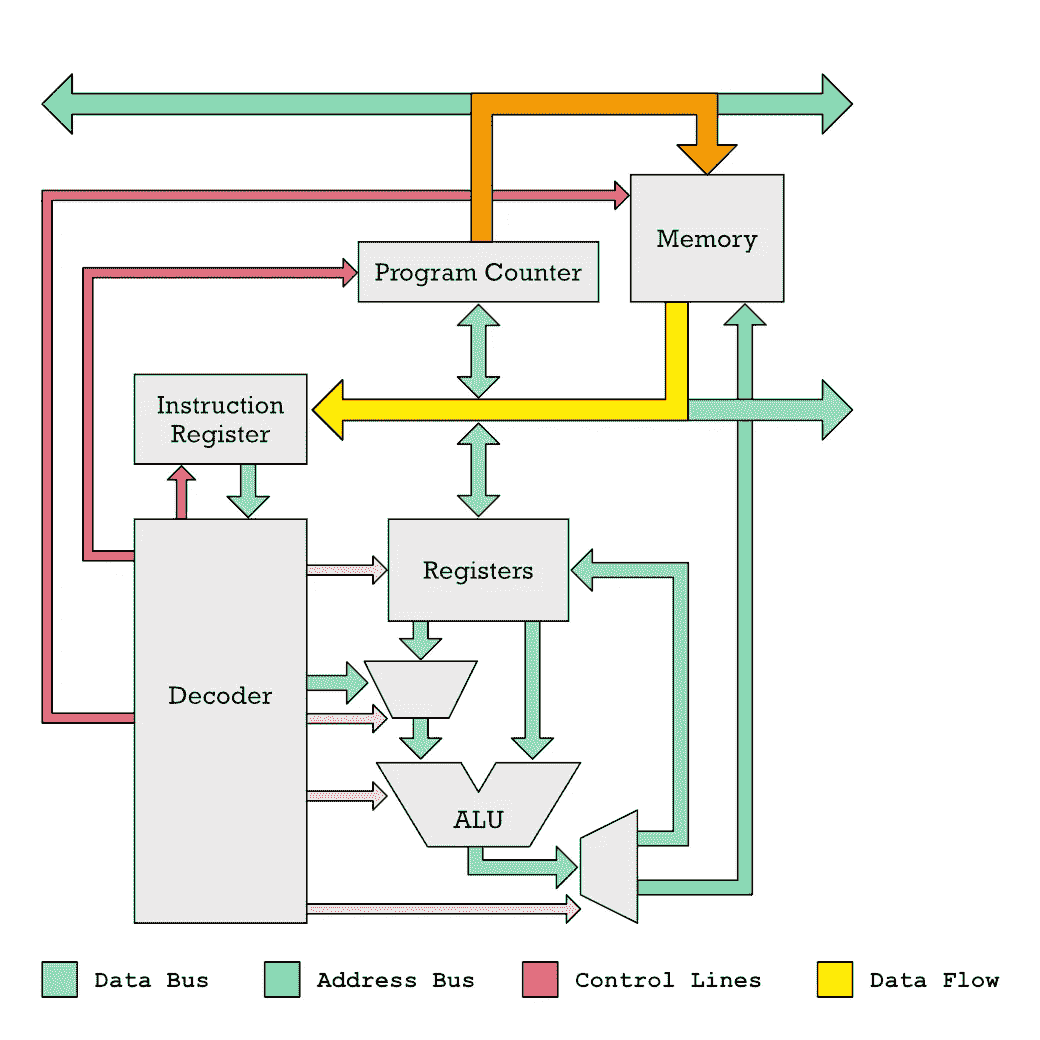 Memory
Program Counter
Instruction
Register
Registers
Decoder
ALU
Data Bus
Address Bus
Control Lines
Data Flow